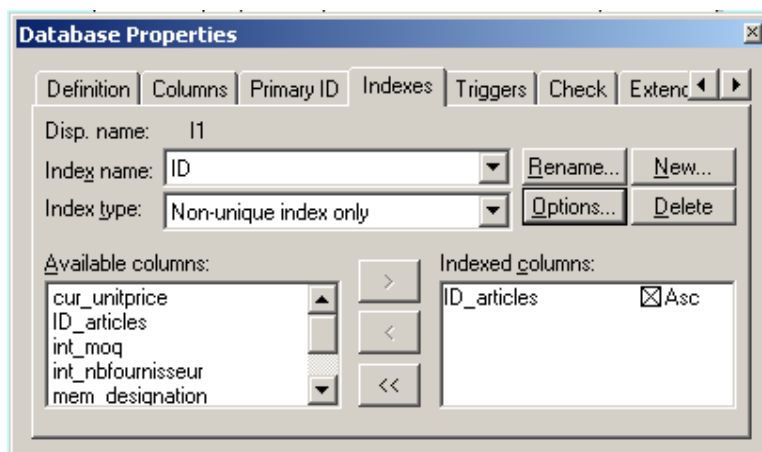 Database Properties
Definition Columns Primary ID Indexes Triggers Check Extend
Disp. name: I1
Index name: ID Rename... New...
Index type: Non-unique index only Options... Delete
Available columns: Indexed columns:
cur_unitprice
ID_articles
int_moq
int_nbfournisseur
mem_designation
>
<
<<
ID_articles Asc